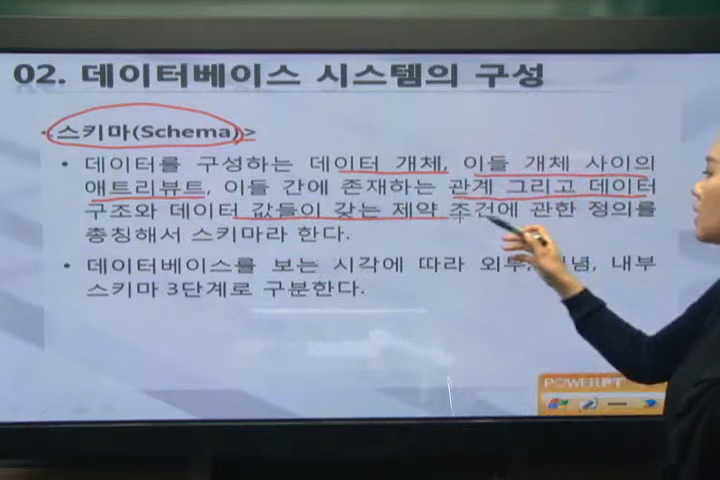 02. 데이터베이스 시스템의 구성
<스키마(Schema)>
• 데이터를 구성하는 데이터 개체, 이들 개체 사이의
애트리뷰트, 이들 간에 존재하는 관계 그리고 데이터
구조와 데이터 값들이 갖는 제약 조건에 관한 정의를
총칭해서 스키마라 한다.
• 데이터베이스를 보는 시각에 따라 외부, 개념, 내부
스키마 3단계로 구분한다.
POWERPT